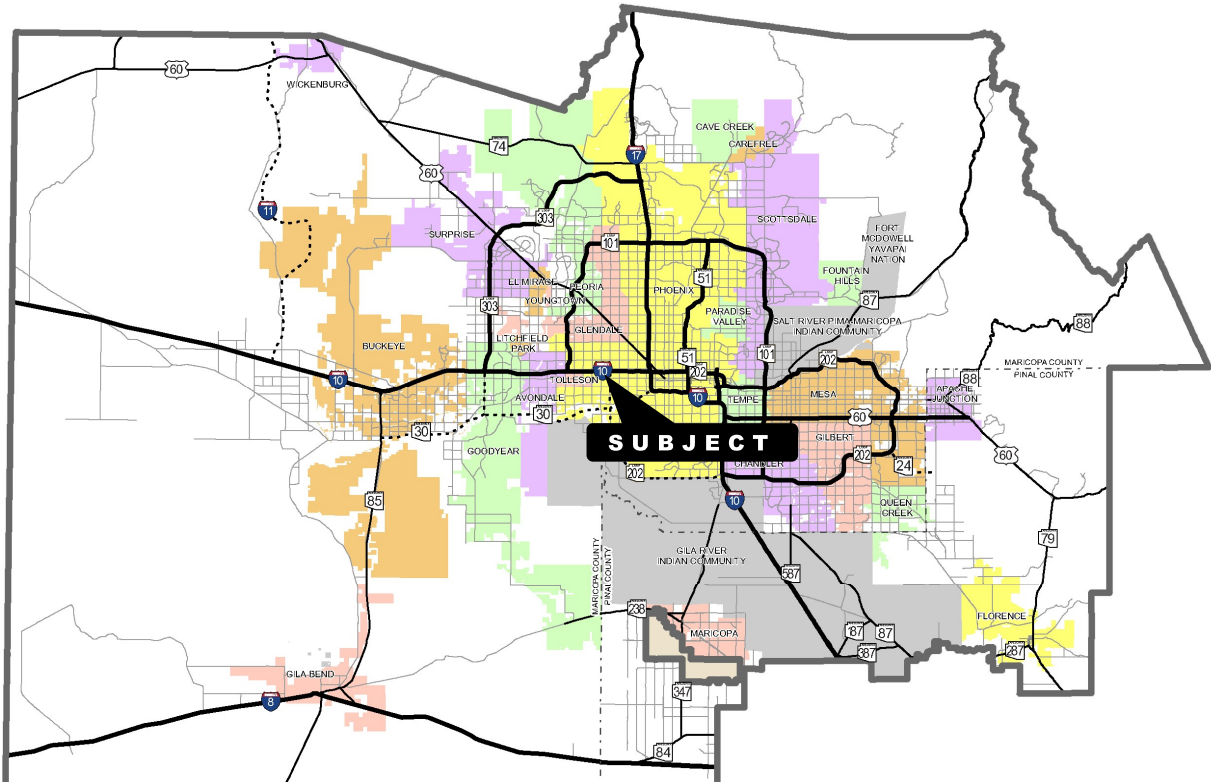 60
WICKENBURG
17
74
CAVE CREEK
CAREFREE
60
11
303
SCOTTSDALE
SURPRISE
FORT
MCDOWELL
YAVAPAI
NATION
LOOP
101
51
FOUNTAIN
HILLS
EL MIRAGE
PEORIA
PHOENIX
87
YOUNGTOWN
303
PARADISE
VALLEY
SALT RIVER PIMA-MARICOPA
INDIAN COMMUNITY
88
GLENDALE
LITCHFIELD
PARK
BUCKEYE
51
LOOP
101
LOOP
202
MARICOPA COUNTY
PINAL COUNTY
10
TOLLESON
10
LOOP
202
88
AVONDALE
10
TEMPE
MESA
APACHE
JUNCTION
30
30
60
SUBJECT
GILBERT
GOODYEAR
CHANDLER
202
60
LOOP
202
24
85
10
QUEEN
CREEK
79
GILA RIVER
INDIAN COMMUNITY
MARICOPA COUNTY
PINAL COUNTY
587
238
FLORENCE
MARICOPA
87
87
387
287
GILA BEND
8
347
84